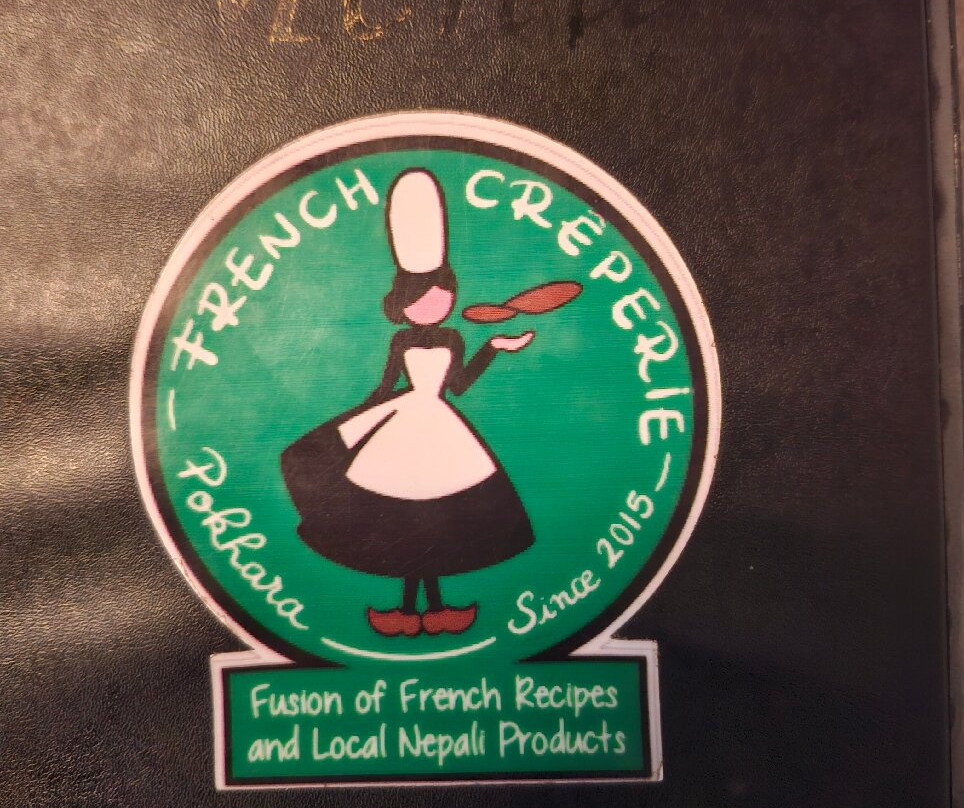 FRENCH CRÊPERIE
Pokhara
Since 2015
Fusion of French Recipes
and Local Nepali Products